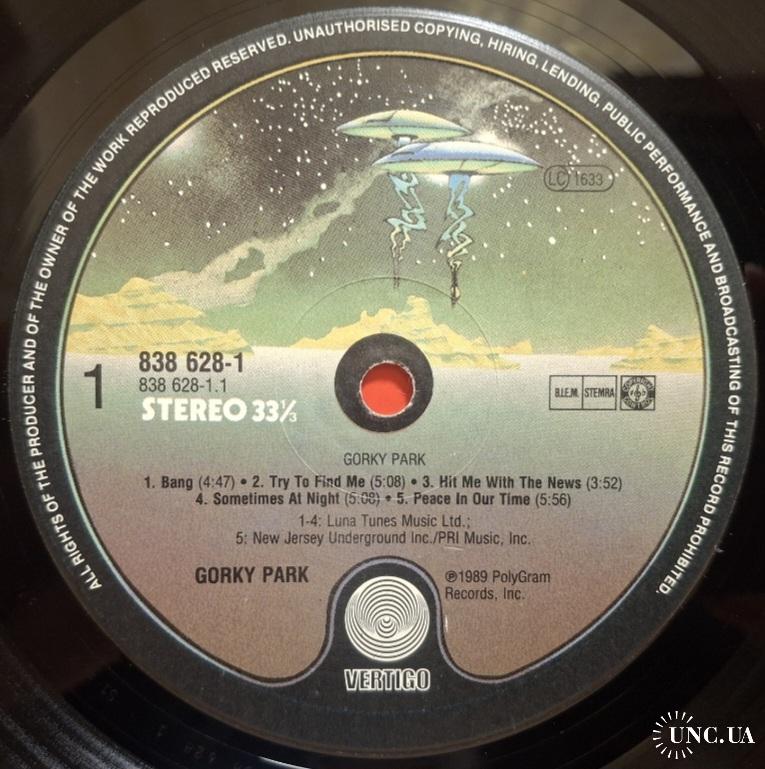 ALL RIGHTS OF THE PRODUCER AND OF THE OWNER OF THE WORK REPRODUCED RESERVED. UNAUTHORISED COPYING, HIRING, LENDING, PUBLIC PERFORMANCE AND BROADCASTING OF THIS RECORD PROHIBITED.
LC 1633
1
838 628-1
838 628-1.1
STEREO 33⅓
B.I.E.M. STEMRA
GORKY PARK
1. Bang (4:47) • 2. Try To Find Me (5:08) • 3. Hit Me With The News (3:52)
4. Sometimes At Night (5:08) • 5. Peace In Our Time (5:56)
1-4: Luna Tunes Music Ltd.;
5: New Jersey Underground Inc./PRI Music, Inc.
GORKY PARK
℗1989 PolyGram
Records, Inc.
VERTIGO
UNC.UA